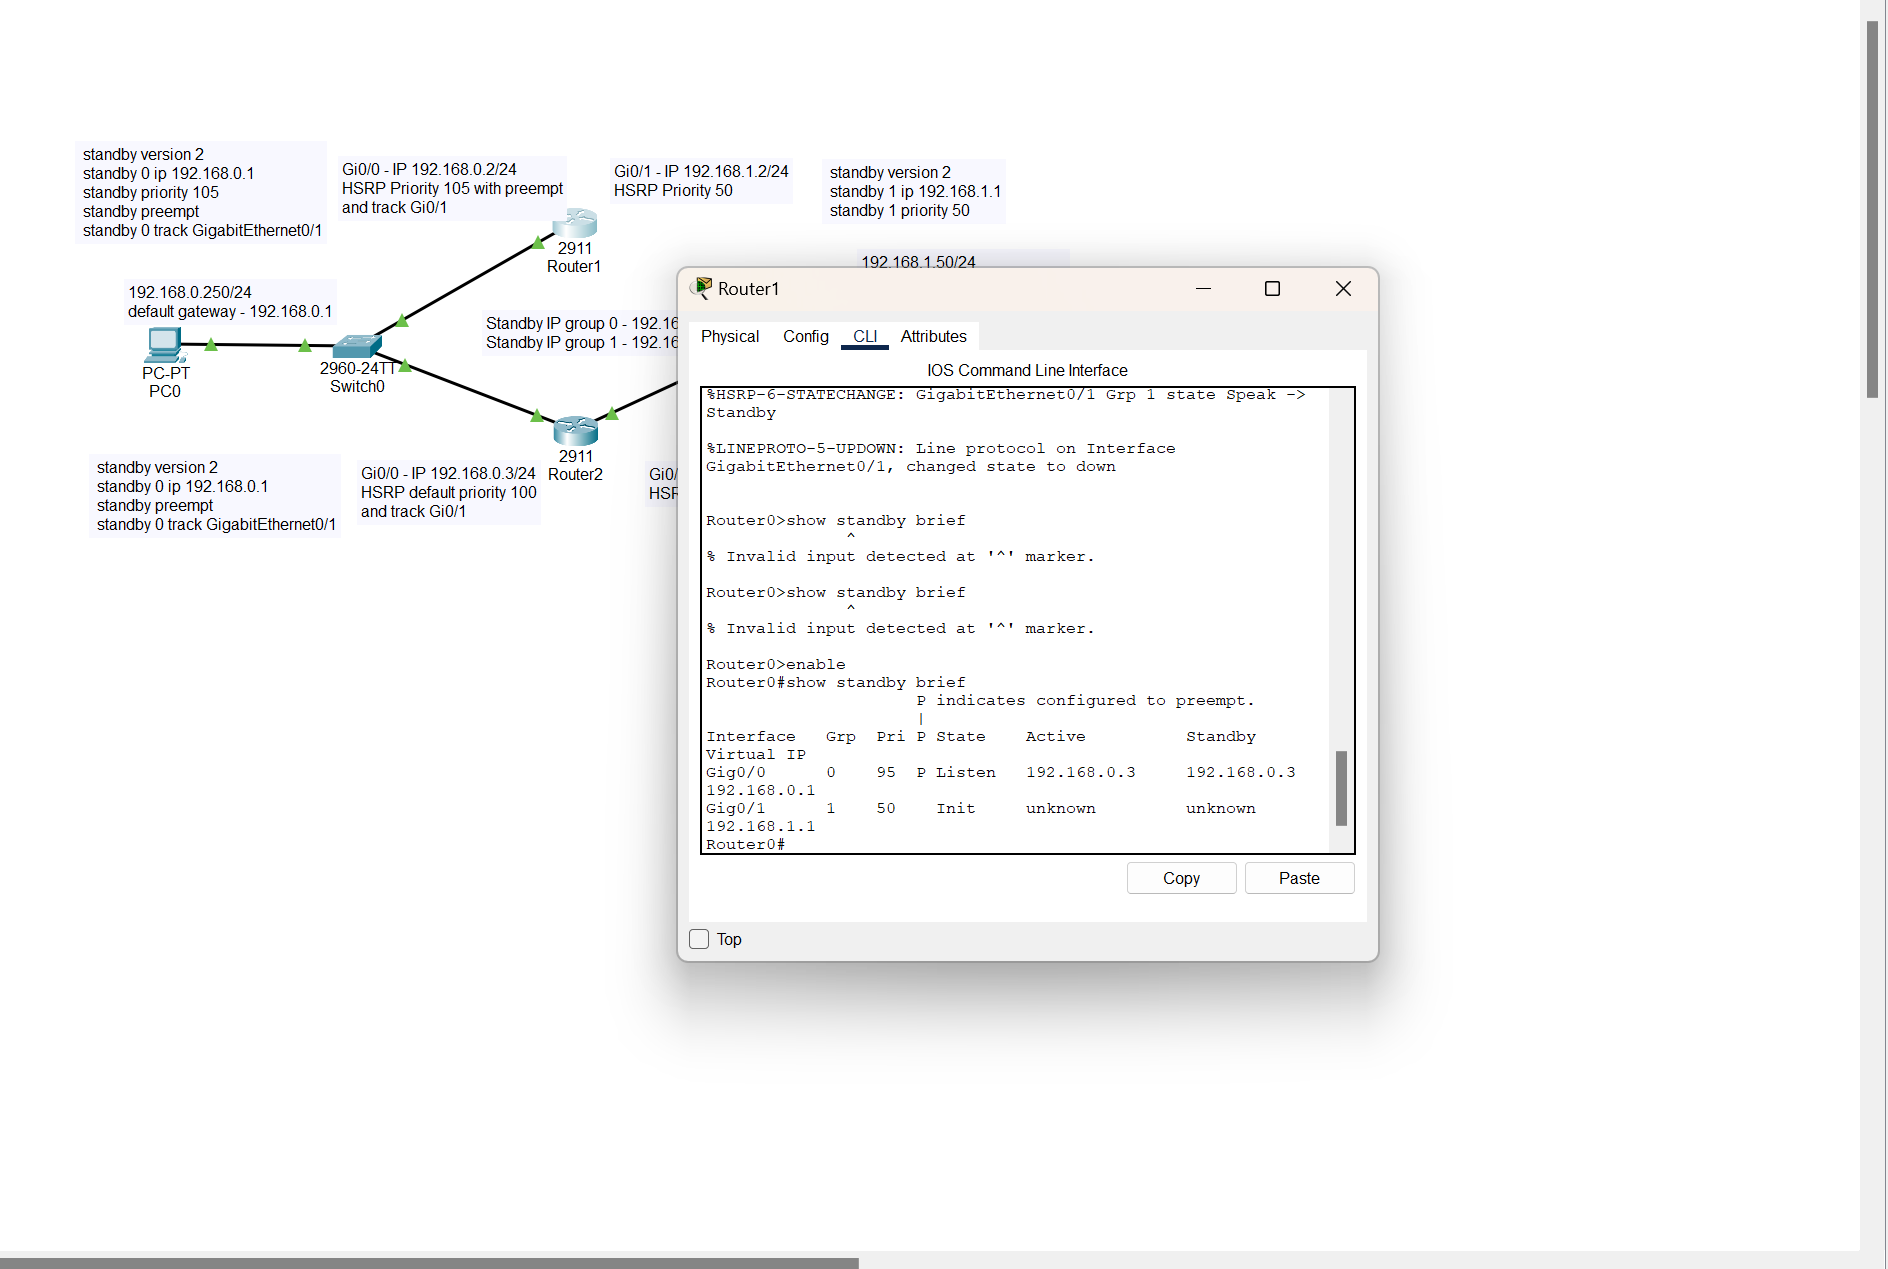 standby version 2
standby 0 ip 192.168.0.1
standby priority 105
standby preempt
standby 0 track GigabitEthernet0/1
Gi0/0 - IP 192.168.0.2/24
HSRP Priority 105 with preempt
and track Gi0/1
Gi0/1 - IP 192.168.1.2/24
HSRP Priority 50
standby version 2
standby 1 ip 192.168.1.1
standby 1 priority 50
2911
Router1
192.168.1.50/24
192.168.0.250/24
default gateway - 192.168.0.1
Standby IP group 0 - 192.16
Standby IP group 1 - 192.16
PC-PT
PC0
2960-24TT
Switch0
2911
Router2
standby version 2
standby 0 ip 192.168.0.1
standby preempt
standby 0 track GigabitEthernet0/1
Gi0/0 - IP 192.168.0.3/24
HSRP default priority 100
and track Gi0/1
Gi0/
HSR
Router1
Physical Config CLI Attributes
IOS Command Line Interface
%HSRP-6-STATECHANGE: GigabitEthernet0/1 Grp 1 state Speak ->
Standby
%LINEPROTO-5-UPDOWN: Line protocol on Interface
GigabitEthernet0/1, changed state to down
Router0>show standby brief
^
% Invalid input detected at '^' marker.
Router0>show standby brief
^
% Invalid input detected at '^' marker.
Router0>enable
Router0#show standby brief
P indicates configured to preempt.
|
Interface Grp Pri P State Active Standby
Virtual IP
Gig0/0 0 95 P Listen 192.168.0.3 192.168.0.3
192.168.0.1
Gig0/1 1 50 Init unknown unknown
192.168.1.1
Router0#
Copy Paste
Top